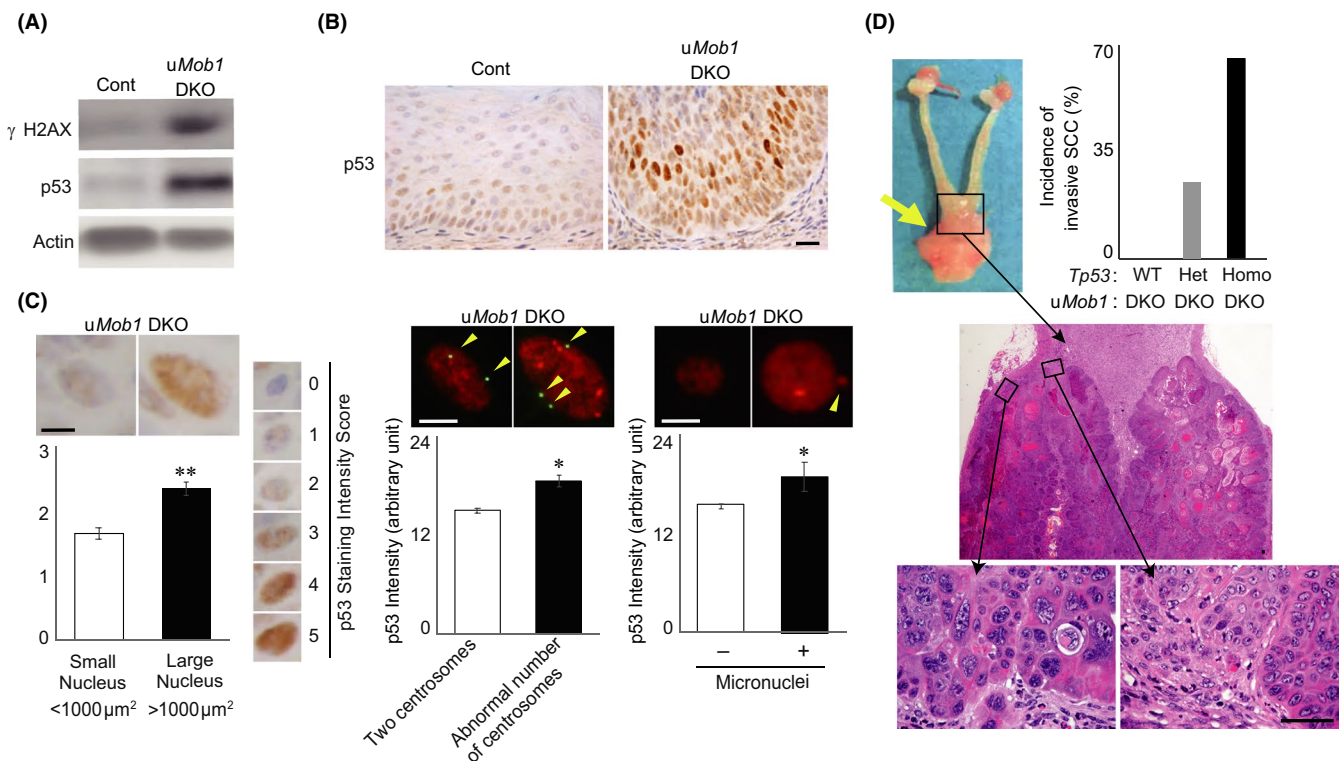 (A)
Cont
uMob1
DKO
γ H2AX
p53
Actin
(B)
Cont
uMob1
DKO
p53
(C)
uMob1 DKO
3
2
1
0
**
Small
Nucleus
<1000μm²
Large
Nucleus
>1000μm²
0
1
2
3
4
5
p53 Staining Intensity Score
uMob1 DKO
p53 Intensity (arbitrary unit)
24
12
0
*
Two centrosomes
Abnormal number
of centrosomes
uMob1 DKO
p53 Intensity (arbitrary unit)
24
12
0
*
− +
Micronuclei
(D)
Incidence of
invasive SCC (%)
70
35
0
Tp53: WT Het Homo
uMob1: DKO DKO DKO